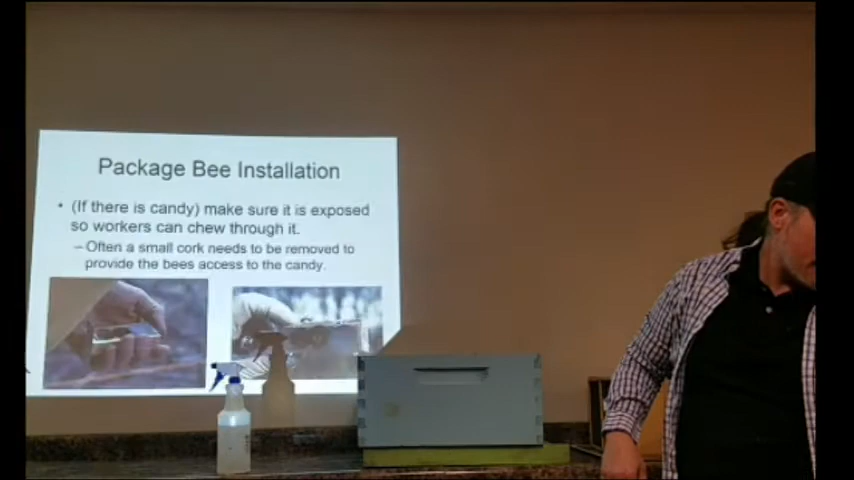 Package Bee Installation
• (If there is candy) make sure it is exposed
so workers can chew through it.
– Often a small cork needs to be removed to
provide the bees access to the candy.